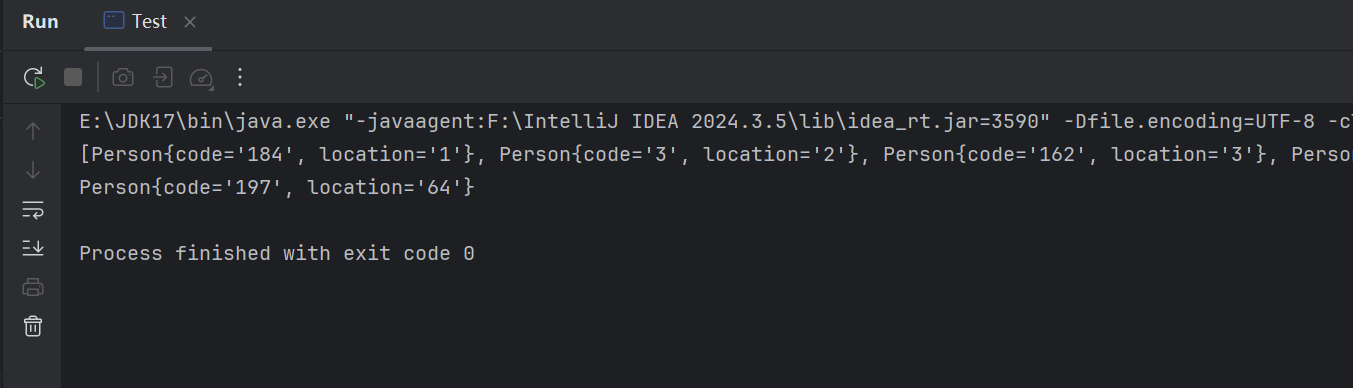 Run Test
E:\JDK17\bin\java.exe "-javaagent:F:\IntelliJ IDEA 2024.3.5\lib\idea_rt.jar=3590" -Dfile.encoding=UTF-8
[Person{code='184', location='1'}, Person{code='3', location='2'}, Person{code='162', location='3'}, Perso
Person{code='197', location='64'}
Process finished with exit code 0